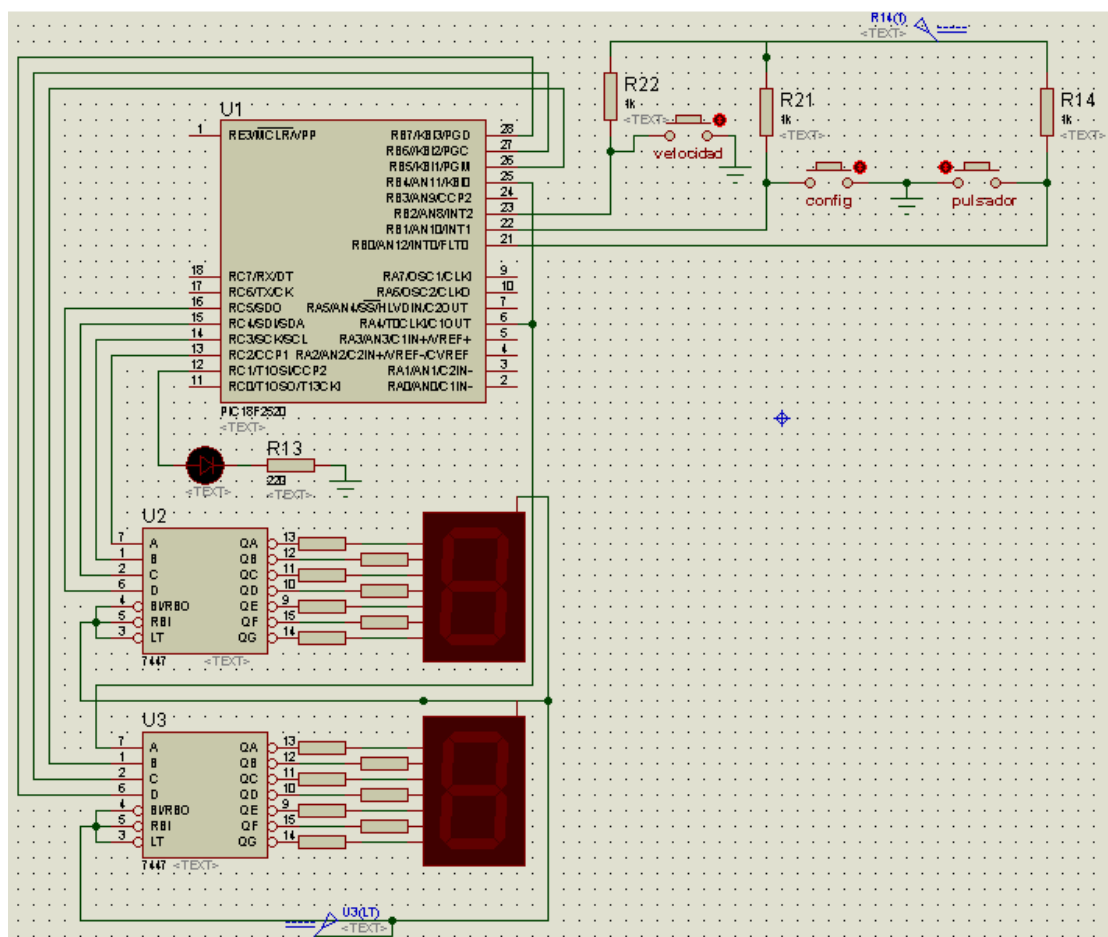 R14(1)
<TEXT>
R22
1k
<TEXT>
velocidad
R21
1k
<TEXT>
R14
1k
<TEXT>
config
pulsador
U1
1 RE3/MCLR/VPP RB7/KBI3/PGD 28
RB6/KBI2/PGC 27
RB5/KBI1/PGM 26
RB4/AN11/KBI0 25
RB3/AN9/CCP2 24
RB2/AN8/INT2 23
RB1/AN10/INT1 22
RB0/AN12/INT0/FLT0 21
18 RC7/RX/DT RA7/OSC1/CLKI 9
17 RC6/TX/CK RA6/OSC2/CLKO 10
16 RC5/SDO RA5/AN4/SS/HLVDIN/C2OUT 7
15 RC4/SDI/SDA RA4/T0CLKI/C1OUT 6
14 RC3/SCK/SCL RA3/AN3/C1IN+/VREF+ 5
13 RC2/CCP1 RA2/AN2/C2IN+/VREF-/CVREF 4
12 RC1/T1OSI/CCP2 RA1/AN1/C2IN- 3
11 RC0/T1OSO/T13CKI RA0/AN0/C1IN- 2
PIC18F2520
<TEXT>
<TEXT>
R13
220
<TEXT>
U2
7 A QA 13
1 B QB 12
2 C QC 11
6 D QD 10
4 BI/RBO QE 9
5 RBI QF 15
3 LT QG 14
7447
<TEXT>
U3
7 A QA 13
1 B QB 12
2 C QC 11
6 D QD 10
4 BI/RBO QE 9
5 RBI QF 15
3 LT QG 14
7447
<TEXT>
U3(LT)
<TEXT>